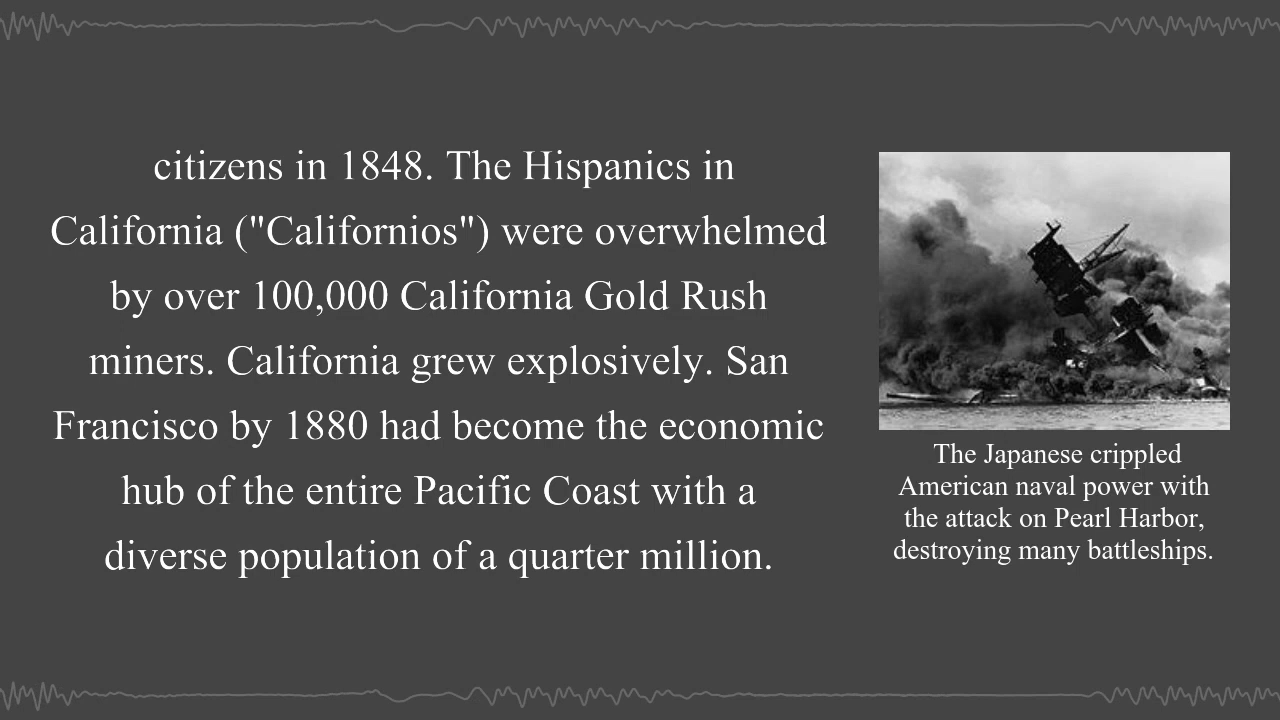 citizens in 1848. The Hispanics in
California ("Californios") were overwhelmed
by over 100,000 California Gold Rush
miners. California grew explosively. San
Francisco by 1880 had become the economic
hub of the entire Pacific Coast with a
diverse population of a quarter million.
The Japanese crippled
American naval power with
the attack on Pearl Harbor,
destroying many battleships.